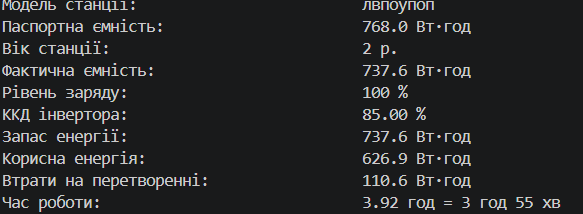 Модель станції: лвпоупоп
Паспортна ємність: 768.0 Вт·год
Вік станції: 2 р.
Фактична ємність: 737.6 Вт·год
Рівень заряду: 100 %
ККД інвертора: 85.00 %
Запас енергії: 737.6 Вт·год
Корисна енергія: 626.9 Вт·год
Втрати на перетворенні: 110.6 Вт·год
Час роботи: 3.92 год = 3 год 55 хв